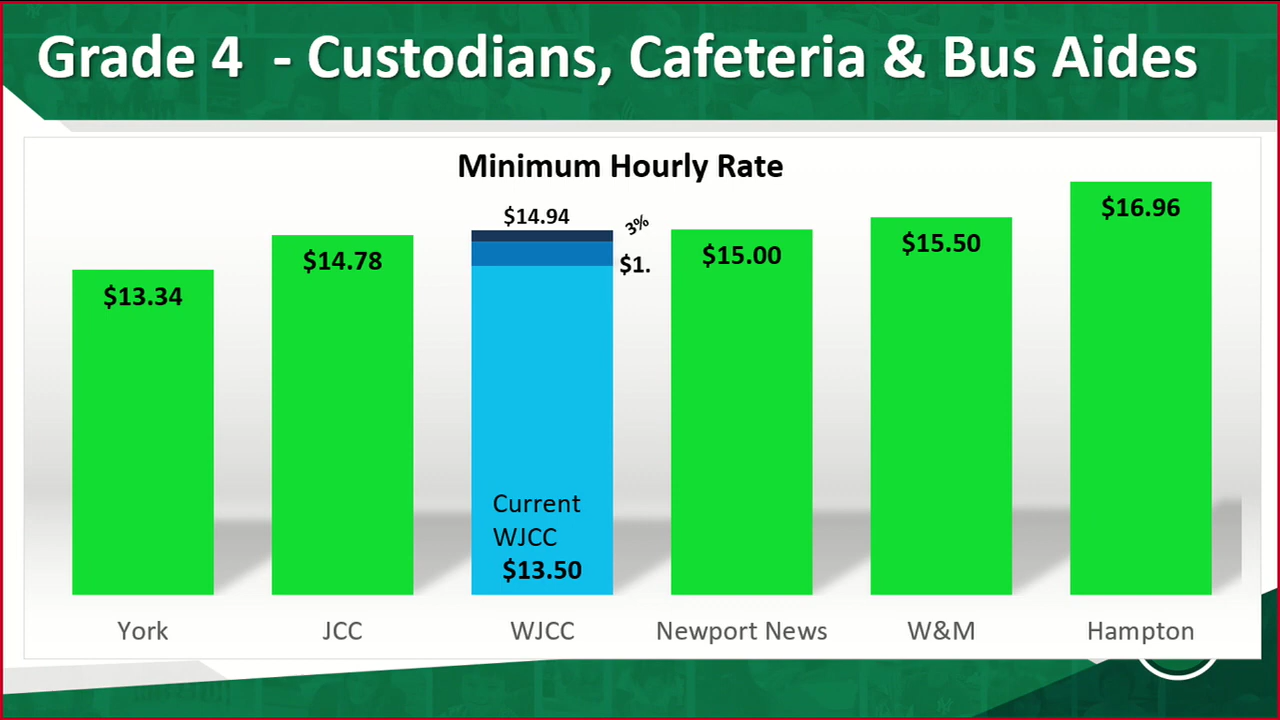 Grade 4 - Custodians, Cafeteria & Bus Aides
Minimum Hourly Rate
$13.34
$14.78
$14.94
3%
$1.
Current
WJCC
$13.50
$15.00
$15.50
$16.96
York
JCC
WJCC
Newport News
W&M
Hampton